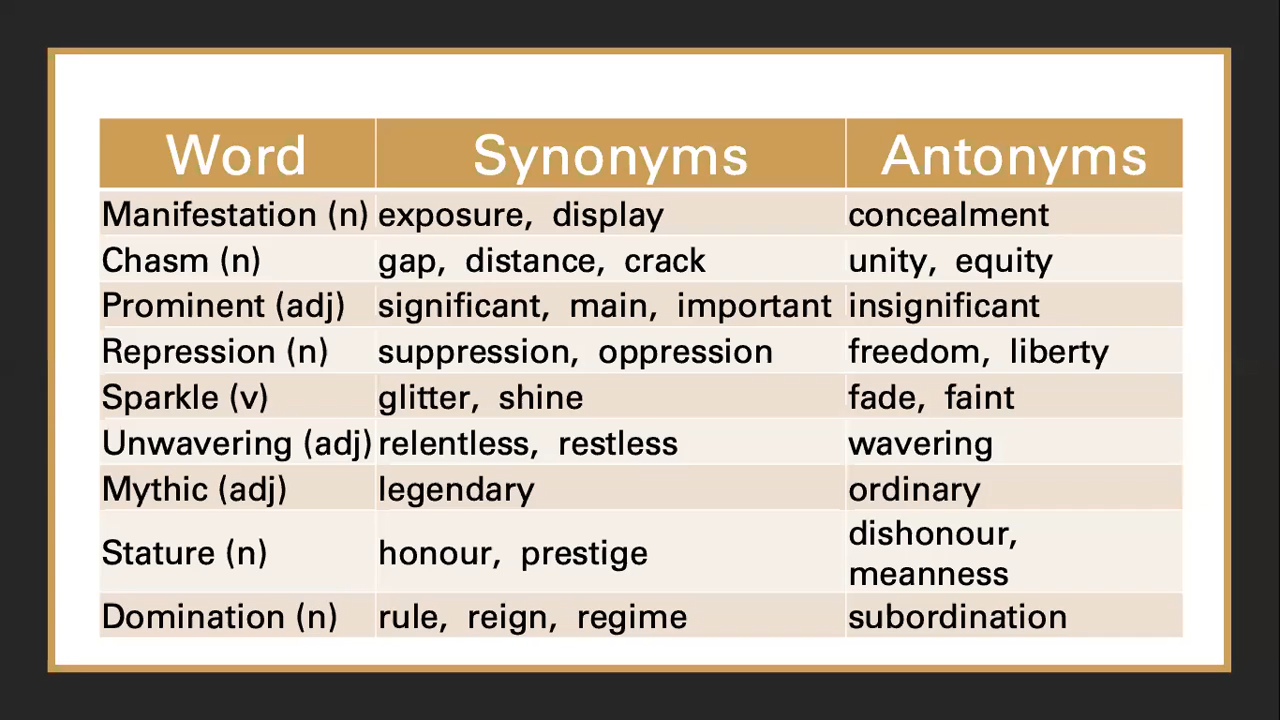 Word Synonyms Antonyms
Manifestation (n) exposure, display concealment
Chasm (n) gap, distance, crack unity, equity
Prominent (adj) significant, main, important insignificant
Repression (n) suppression, oppression freedom, liberty
Sparkle (v) glitter, shine fade, faint
Unwavering (adj) relentless, restless wavering
Mythic (adj) legendary ordinary
Stature (n) honour, prestige dishonour,
meanness
Domination (n) rule, reign, regime subordination